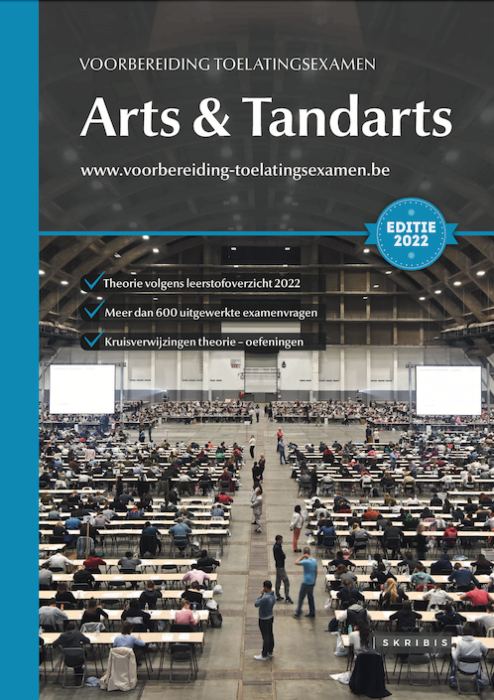 VOORBEREIDING TOELATINGSEXAMEN
Arts & Tandarts
www.voorbereiding-toelatingsexamen.be
EDITIE
2022
Theorie volgens leerstofoverzicht 2022
Meer dan 600 uitgewerkte examenvragen
Kruisverwijzingen theorie – oefeningen
SKRIBIS